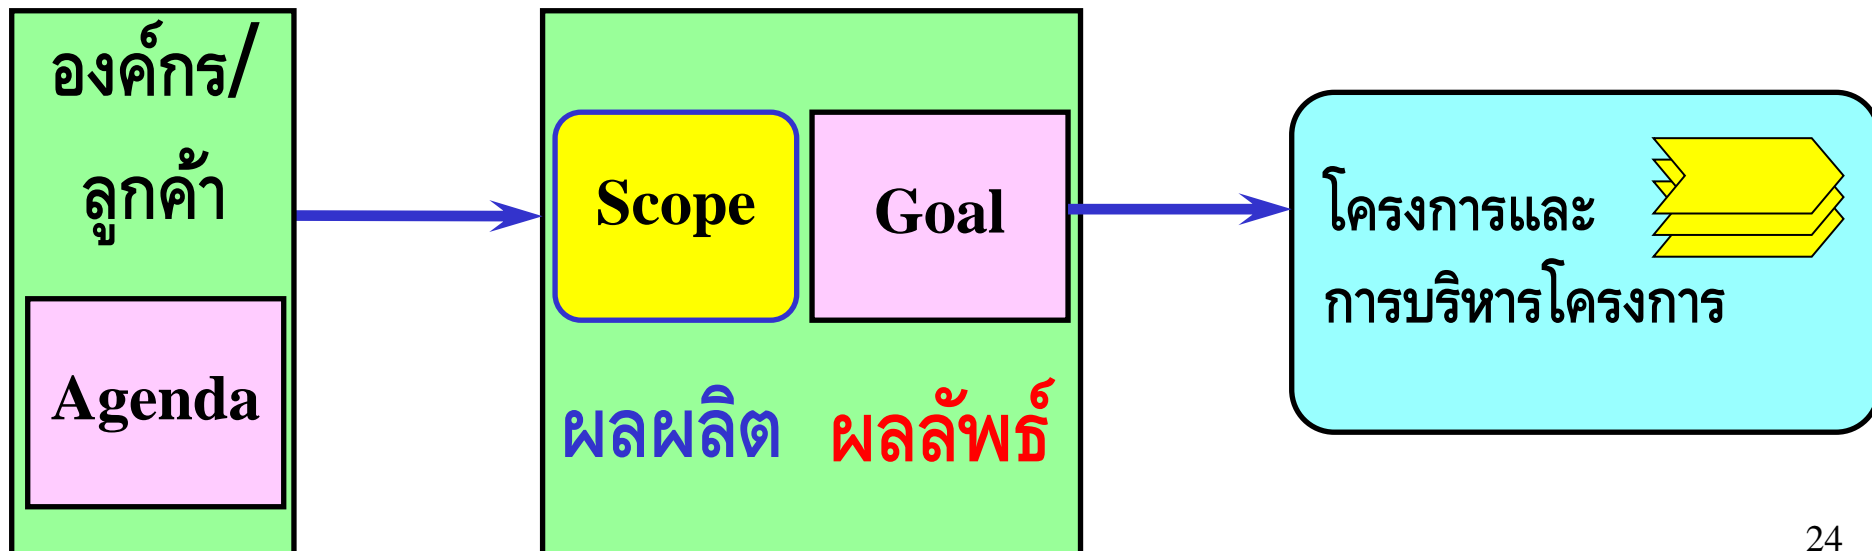 องค์กร/
ลูกค้า
Agenda
Scope
Goal
ผลผลิต
ผลลัพธ์
โครงการและ
การบริหารโครงการ
24